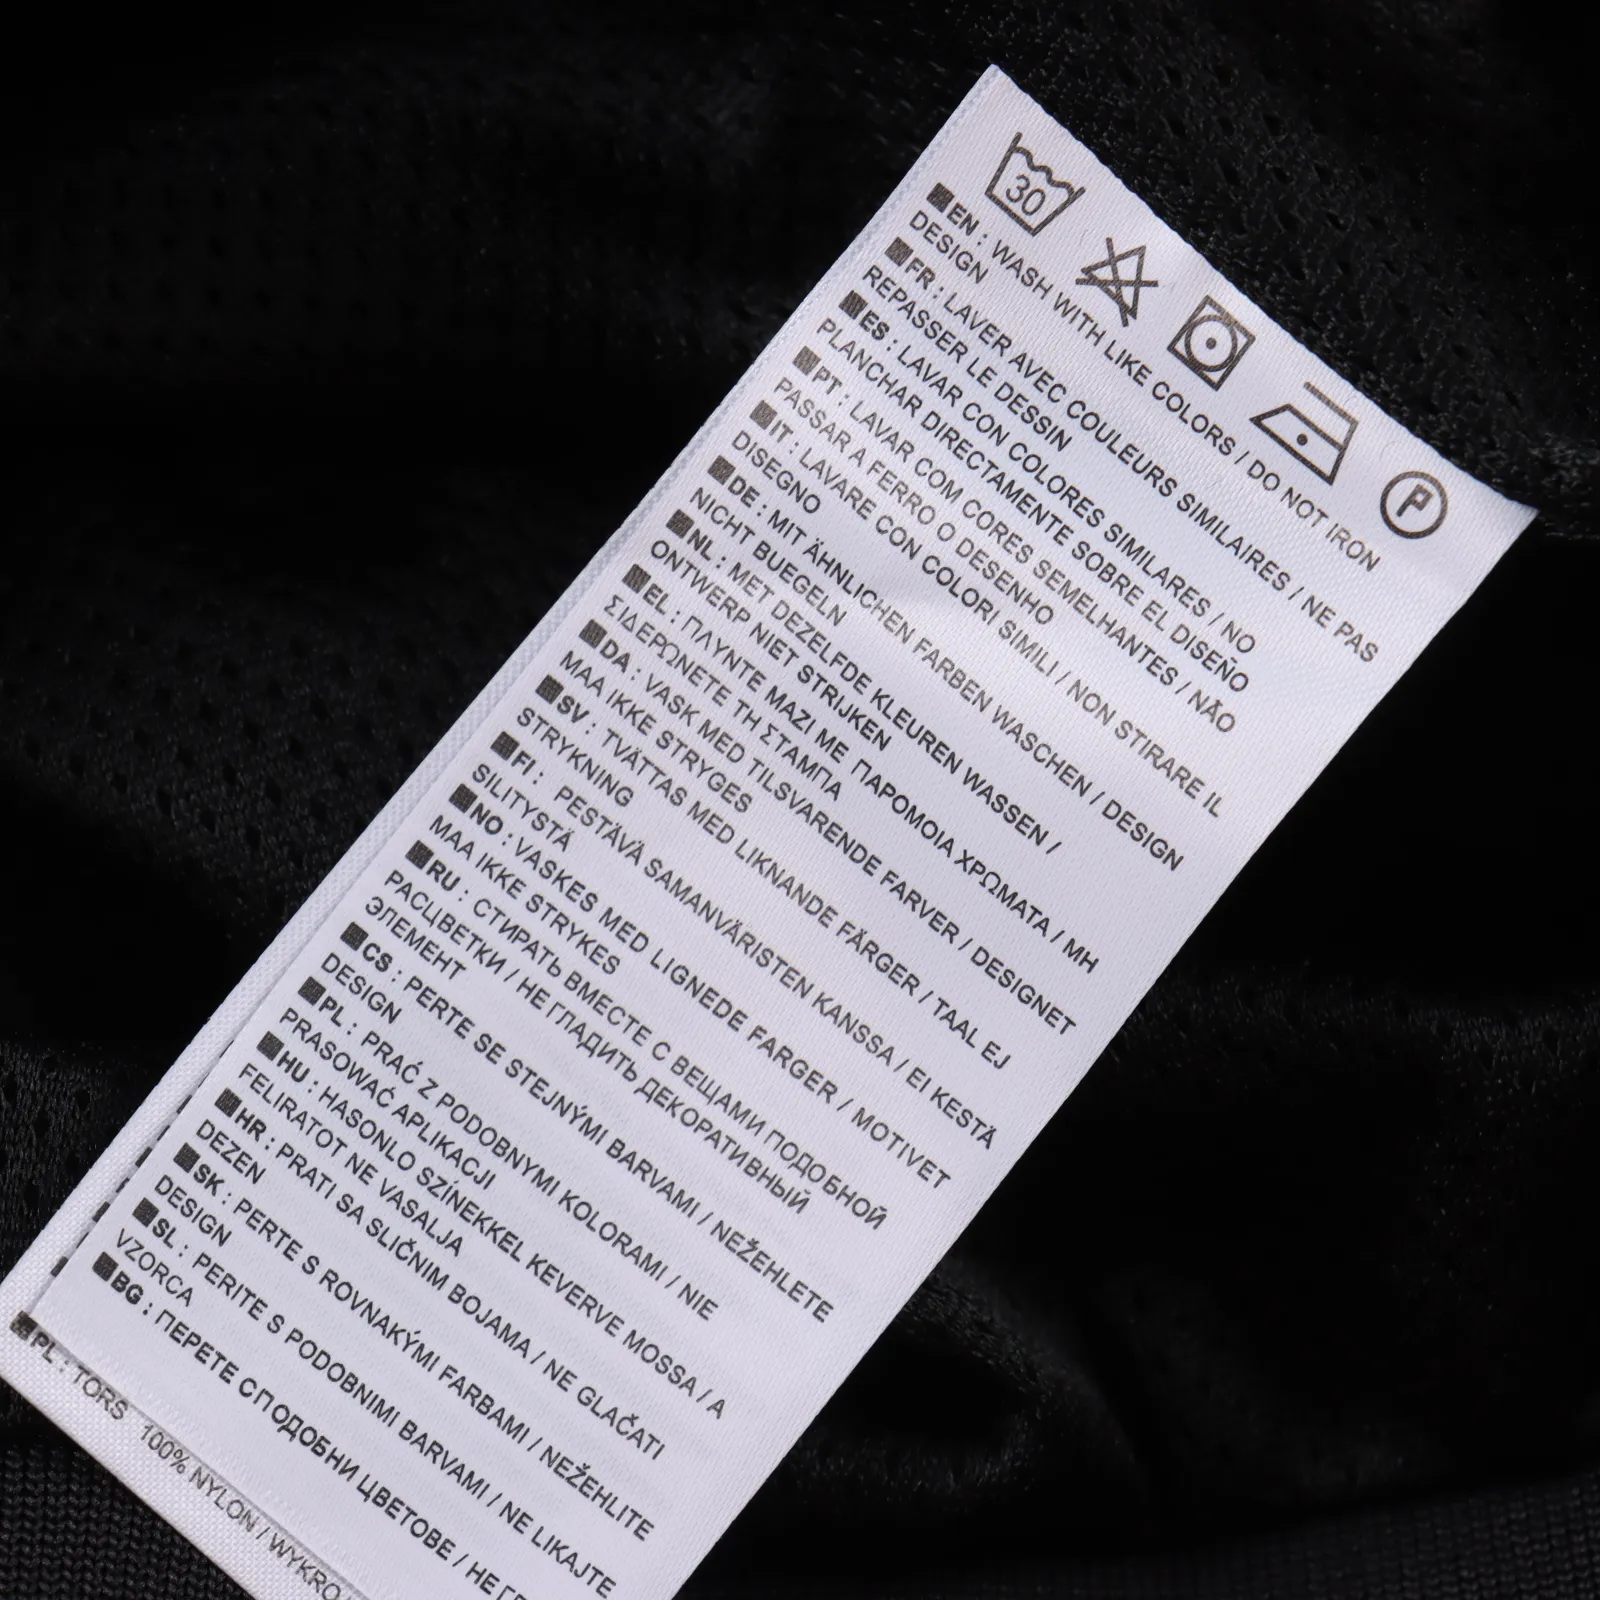 30
P
EN : WASH WITH LIKE COLORS / DO NOT IRON
DESIGN
FR : LAVER AVEC COULEURS SIMILAIRES / NE PAS
REPASSER LE DESSIN
ES : LAVAR CON COLORES SIMILARES / NO
PLANCHAR DIRECTAMENTE SOBRE EL DISEÑO
PT : LAVAR COM CORES SEMELHANTES / NÃO
PASSAR A FERRO O DESENHO
IT : LAVARE CON COLORI SIMILI / NON STIRARE IL
DISEGNO
DE : MIT ÄHNLICHEN FARBEN WASCHEN / DESIGN
NICHT BUEGELN
NL : MET DEZELFDE KLEUREN WASSEN /
ONTWERP NIET STRIJKEN
EL : ΠΛΥΝΤΕ ΜΑΖΙ ΜΕ ΠΑΡΟΜΟΙΑ ΧΡΩΜΑΤΑ / ΜΗ
ΣΙΔΕΡΩΝΕΤΕ ΤΗ ΣΤΑΜΠΑ
DA : VASK MED TILSVARENDE FARVER / DESIGNET
MAA IKKE STRYGES
SV : TVÄTTAS MED LIKNANDE FÄRGER / TAAL EJ
STRYKNING
FI : PESTÄVÄ SAMANVÄRISTEN KANSSA / EI KESTÄ
SILITYSTÄ
NO : VASKES MED LIGNEDE FARGER / MOTIVET
MAA IKKE STRYKES
RU : СТИРАТЬ ВМЕСТЕ С ВЕЩАМИ ПОДОБНОЙ
РАСЦВЕТКИ / НЕ ГЛАДИТЬ ДЕКОРАТИВНЫЙ
ЭЛЕМЕНТ
CS : PERTE SE STEJNÝMI BARVAMI / NEŽEHLETE
DESIGN
PL : PRAĆ Z PODOBNYMI KOLORAMI / NIE
PRASOWAĆ APLIKACJI
HU : HASONLO SZÍNEKKEL KEVERVE MOSSA / A
FELIRATOT NE VASALJA
HR : PRATI SA SLIČNIM BOJAMA / NE GLAČATI
DEZEN
SK : PERTE S ROVNAKÝMI FARBAMI / NEŽEHLITE
DESIGN
SL : PERITE S PODOBNIMI BARVAMI / NE LIKAJTE
VZORCA
BG : ПЕРЕТЕ С ПОДОБНИ ЦВЕТОВЕ / НЕ
PL : TORS 100% NYLON /